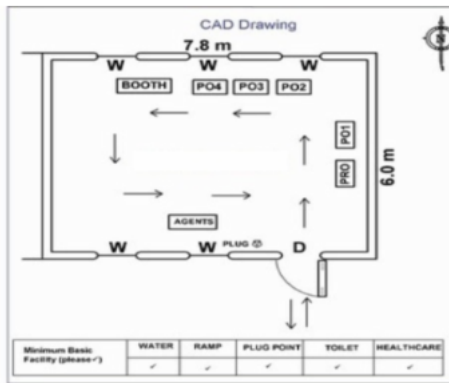 CAD Drawing
7.8 m
N
W W W
BOOTH PO4 PO3 PO2
PO1
6.0 m
PRO
AGENTS
W W PLUG D
Minimum Basic Facility (please✓) WATER RAMP PLUG POINT TOILET HEALTHCARE
✓ ✓ ✓ ✓ ✓